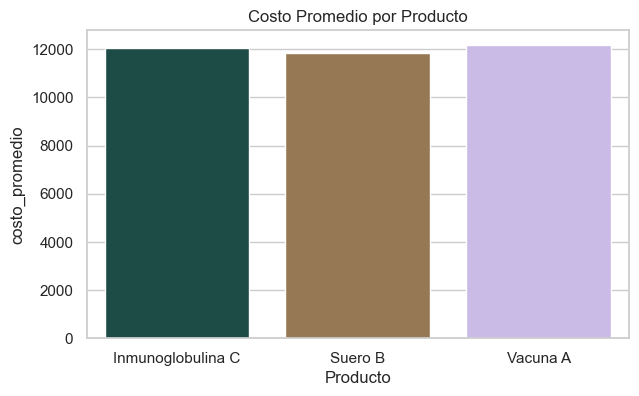 Costo Promedio por Producto
costo_promedio
12000
10000
8000
6000
4000
2000
0
Inmunoglobulina C
Suero B
Vacuna A
Producto